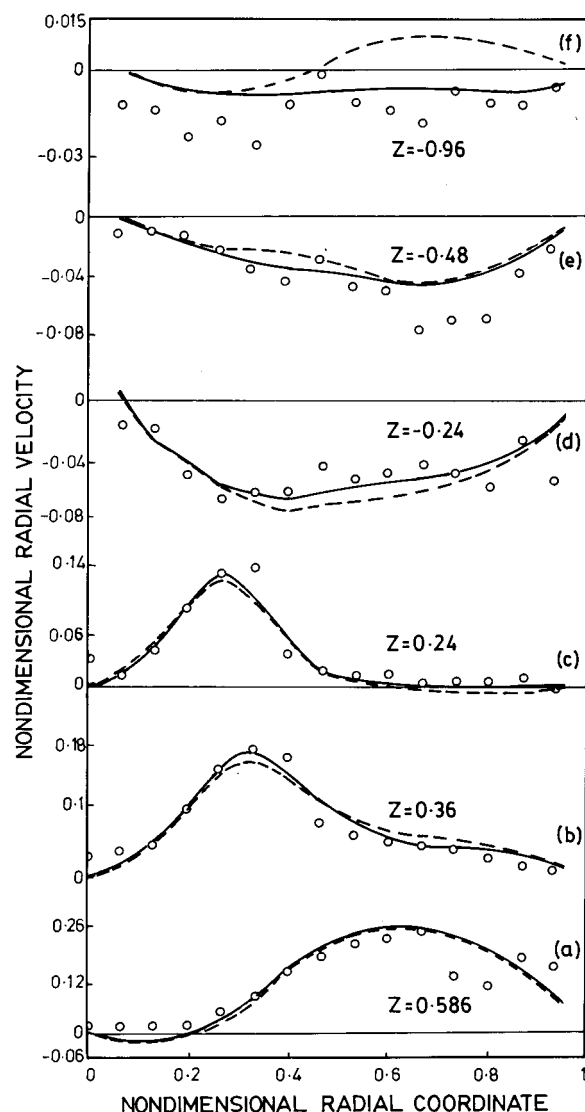 0.015
(f)
0
-0.03
Z=-0.96
0
(e)
Z=-0.48
-0.04
-0.08
0
(d)
Z=-0.24
-0.04
-0.08
0.14
0.06
Z=0.24
(c)
0
0.18
0.1
Z=0.36
(b)
0
0.26
(a)
0.12
Z=0.586
0
-0.06
0 0.2 0.4 0.6 0.8 1
NONDIMENSIONAL RADIAL COORDINATE
NONDIMENSIONAL RADIAL VELOCITY